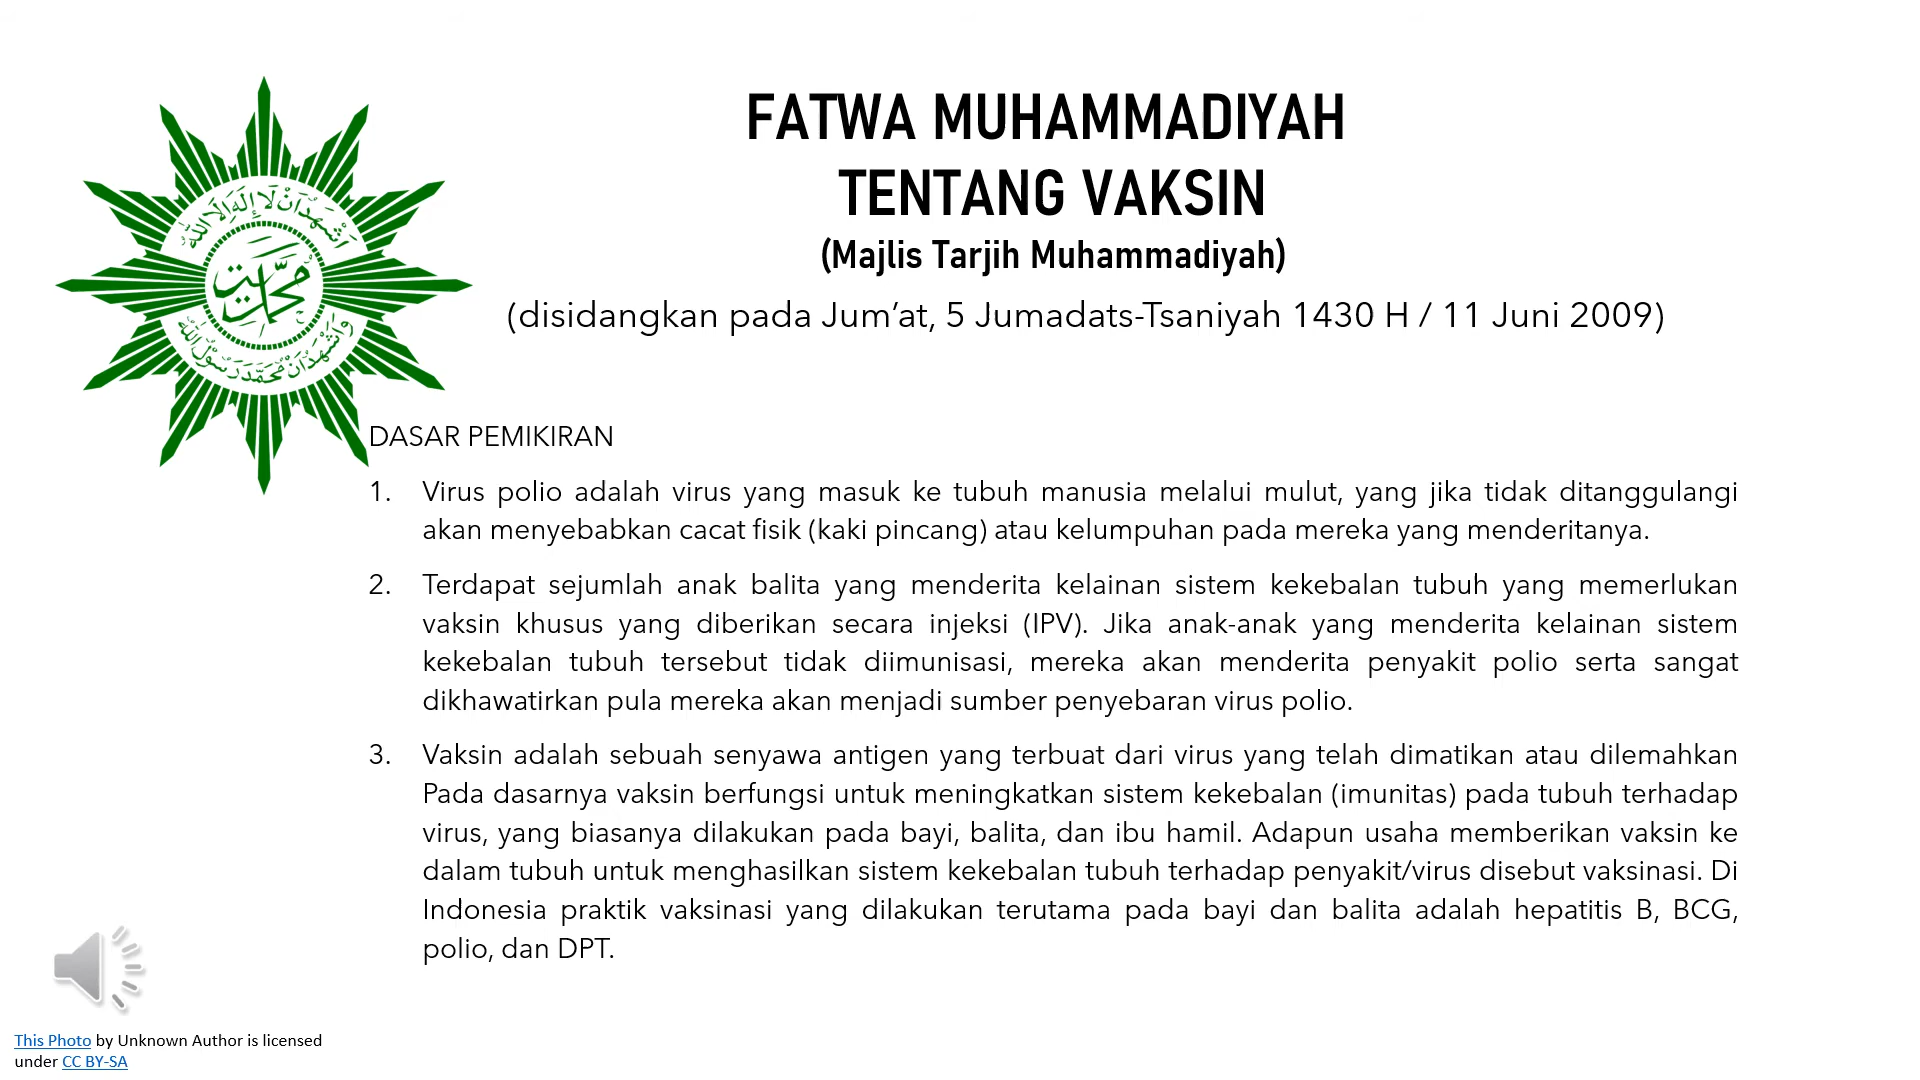 FATWA MUHAMMADIYAH
TENTANG VAKSIN
(Majlis Tarjih Muhammadiyah)
(disidangkan pada Jum’at, 5 Jumadats-Tsaniyah 1430 H / 11 Juni 2009)
اَشْهَدُ اَنْ لَا إِلٰهَ اِلَّا اللهُ
محمدية
وَاَشْهَدُ اَنَّ مُحَمَّدًا رَسُوْلُ اللهِ
DASAR PEMIKIRAN
1. Virus polio adalah virus yang masuk ke tubuh manusia melalui mulut, yang jika tidak ditanggulangi
akan menyebabkan cacat fisik (kaki pincang) atau kelumpuhan pada mereka yang menderitanya.
2. Terdapat sejumlah anak balita yang menderita kelainan sistem kekebalan tubuh yang memerlukan
vaksin khusus yang diberikan secara injeksi (IPV). Jika anak-anak yang menderita kelainan sistem
kekebalan tubuh tersebut tidak diimunisasi, mereka akan menderita penyakit polio serta sangat
dikhawatirkan pula mereka akan menjadi sumber penyebaran virus polio.
3. Vaksin adalah sebuah senyawa antigen yang terbuat dari virus yang telah dimatikan atau dilemahkan
Pada dasarnya vaksin berfungsi untuk meningkatkan sistem kekebalan (imunitas) pada tubuh terhadap
virus, yang biasanya dilakukan pada bayi, balita, dan ibu hamil. Adapun usaha memberikan vaksin ke
dalam tubuh untuk menghasilkan sistem kekebalan tubuh terhadap penyakit/virus disebut vaksinasi. Di
Indonesia praktik vaksinasi yang dilakukan terutama pada bayi dan balita adalah hepatitis B, BCG,
polio, dan DPT.
This Photo by Unknown Author is licensed
under CC BY-SA